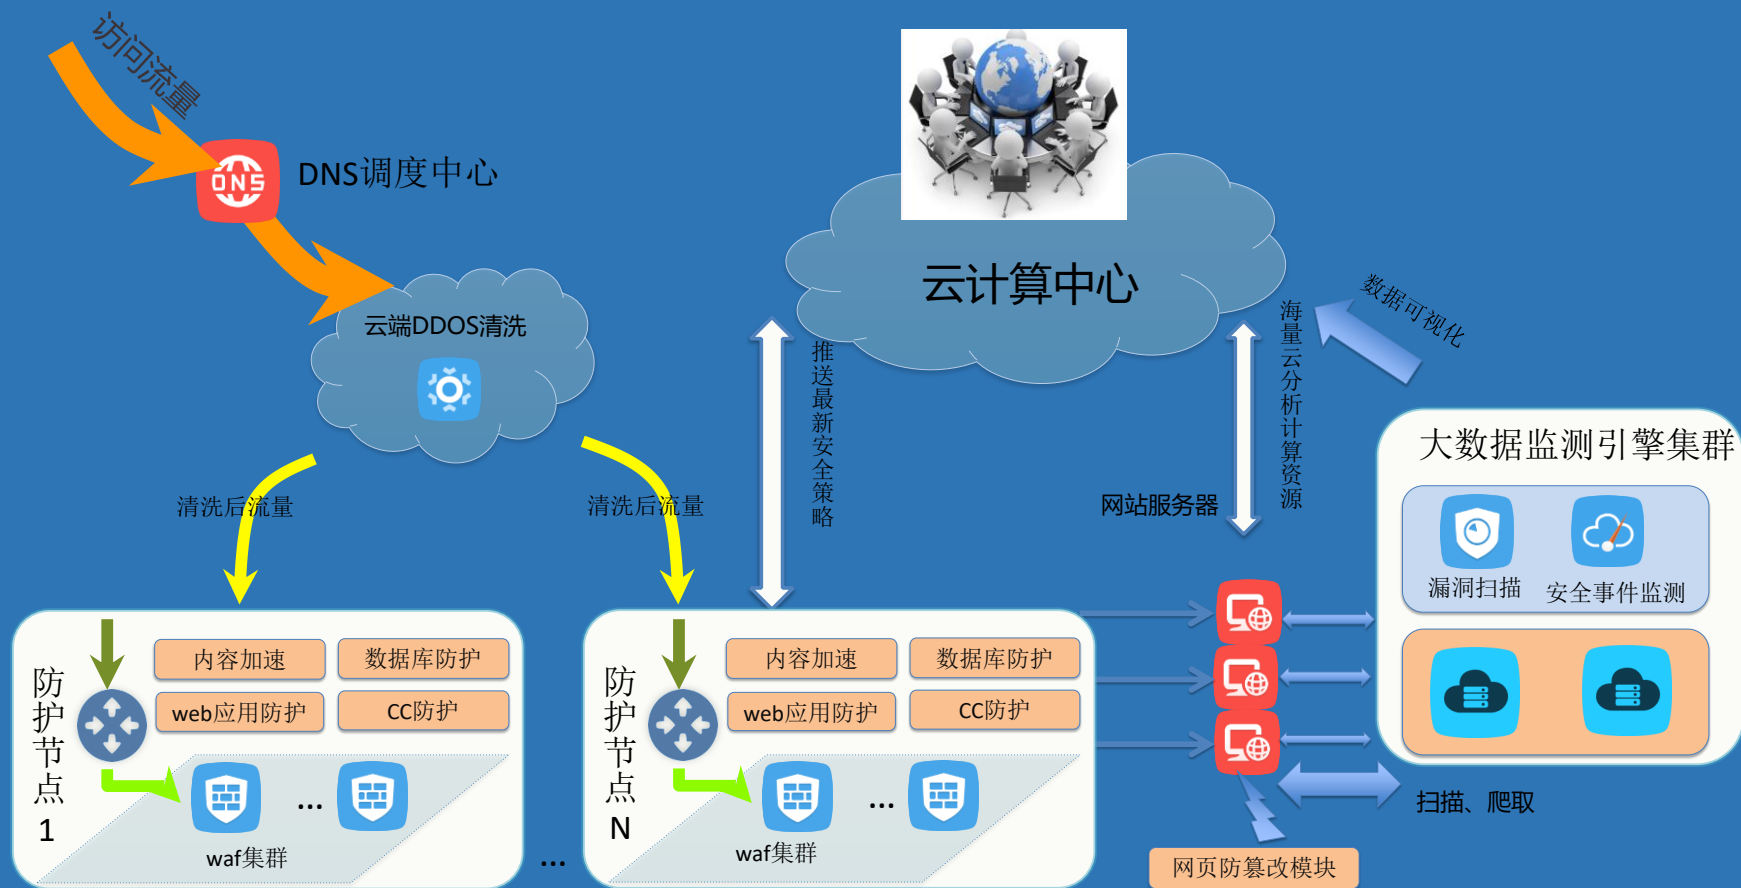 访问流量
DNS
DNS调度中心
云计算中心
云端DDOS清洗
数据可视化
海量云分析计算资源
推送最新安全策略
大数据监测引擎集群
清洗后流量
清洗后流量
网站服务器
漏洞扫描
安全事件监测
防护节点1
内容加速
数据库防护
web应用防护
CC防护
...
waf集群
...
防护节点N
内容加速
数据库防护
web应用防护
CC防护
...
waf集群
扫描、爬取
网页防篡改模块